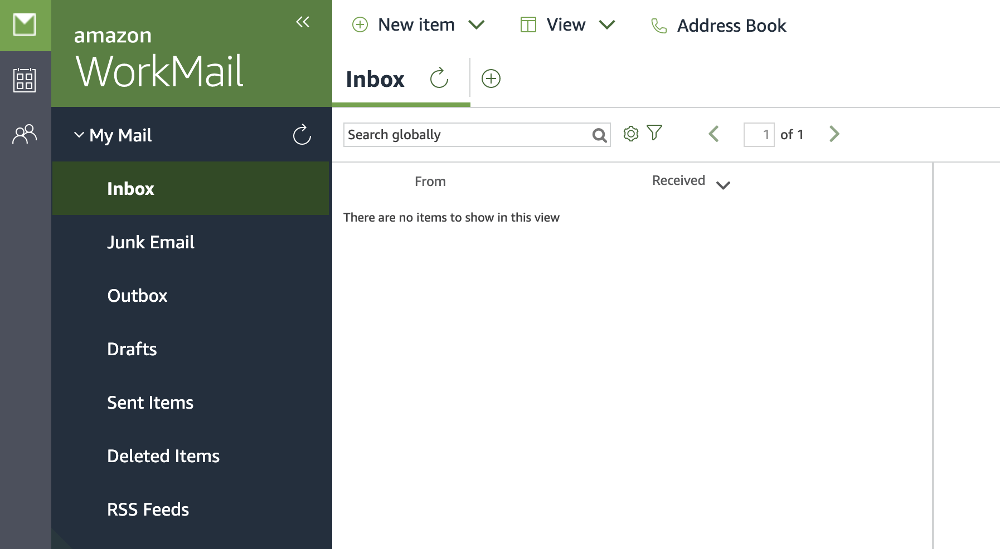 amazon
WorkMail
New item
View
Address Book
Inbox
My Mail
Search globally
1 of 1
From
Received
There are no items to show in this view
Inbox
Junk Email
Outbox
Drafts
Sent Items
Deleted Items
RSS Feeds